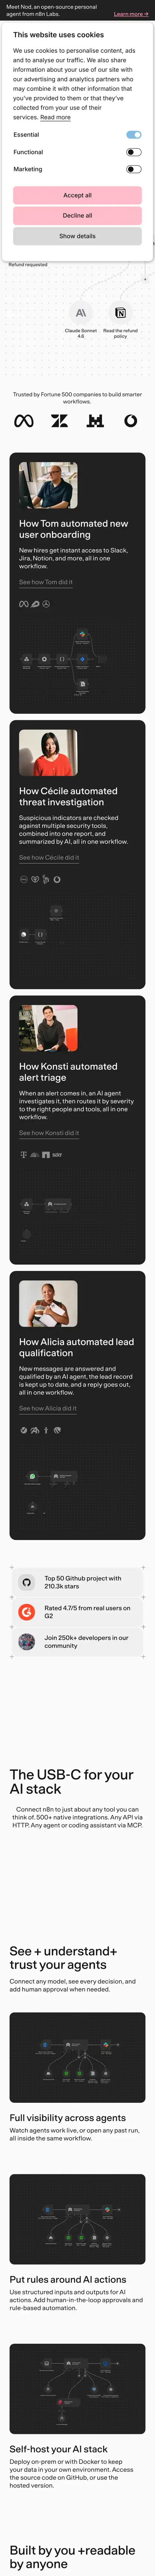 Meet Nod, an open-source personal
agent from n8n Labs.
Learn more →
This website uses cookies
We use cookies to personalise content, ads
and to analyse our traffic. We also share
information about your use of our site with
our advertising and analytics partners who
may combine it with other information that
you've provided to them or that they've
collected from your use of their
services. Read more
Essential
Functional
Marketing
Accept all
Decline all
Show details
Refund requested
Claude Sonnet
4.6
Read the refund
policy
Trusted by Fortune 500 companies to build smarter
workflows.
How Tom automated new
user onboarding
New hires get instant access to Slack,
Jira, Notion, and more, all in one
workflow.
See how Tom did it
How Cécile automated
threat investigation
Suspicious indicators are checked
against multiple security tools,
combined into one report, and
summarized by AI, all in one workflow.
See how Cécile did it
How Konsti automated
alert triage
When an alert comes in, an AI agent
investigates it, then routes it by severity
to the right people and tools, all in one
workflow.
See how Konsti did it
How Alicia automated lead
qualification
New messages are answered and
qualified by an AI agent, the lead record
is kept up to date, and a reply goes out,
all in one workflow.
See how Alicia did it
Top 50 Github project with
210.3k stars
Rated 4.7/5 from real users on
G2
Join 250k+ developers in our
community
The USB-C for your
AI stack
Connect n8n to just about any tool you can
think of. 500+ native integrations. Any API via
HTTP. Any agent or coding assistant via MCP.
See + understand+
trust your agents
Connect any model, see every decision, and
add human approval when needed.
Full visibility across agents
Watch agents work live, or open any past run,
all inside the same workflow.
Put rules around AI actions
Use structured inputs and outputs for AI
actions. Add human-in-the-loop approvals and
rule-based automation.
Self-host your AI stack
Deploy on-prem or with Docker to keep
your data in your own environment. Access
the source code on GitHub, or use the
hosted version.
Built by you +readable
by anyone